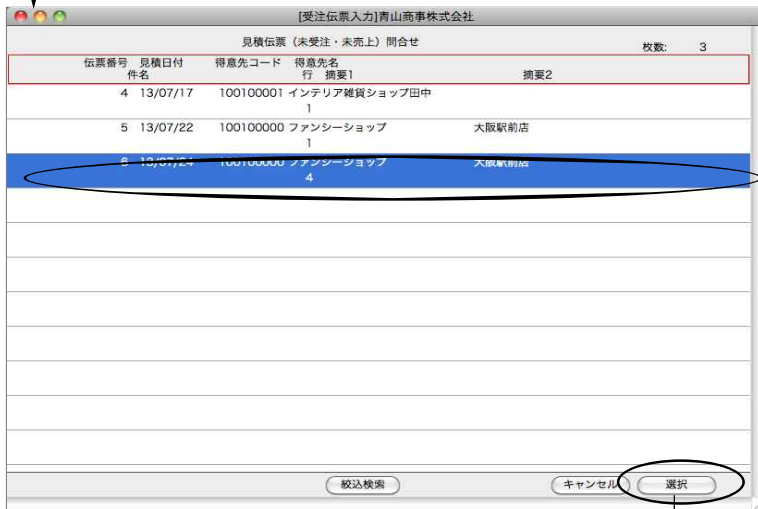 [受注伝票入力]青山商事株式会社
見積伝票（未受注・未売上）問合せ 枚数: 3
伝票番号 見積日付 得意先コード 得意先名
件名 行 摘要1 摘要2
4 13/07/17 100100001 インテリア雑貨ショップ田中
1
5 13/07/22 100100000 ファンシーショップ 大阪駅前店
1
6 13/07/24 100100000 ファンシーショップ 大阪駅前店
4
絞込検索 キャンセル 選択